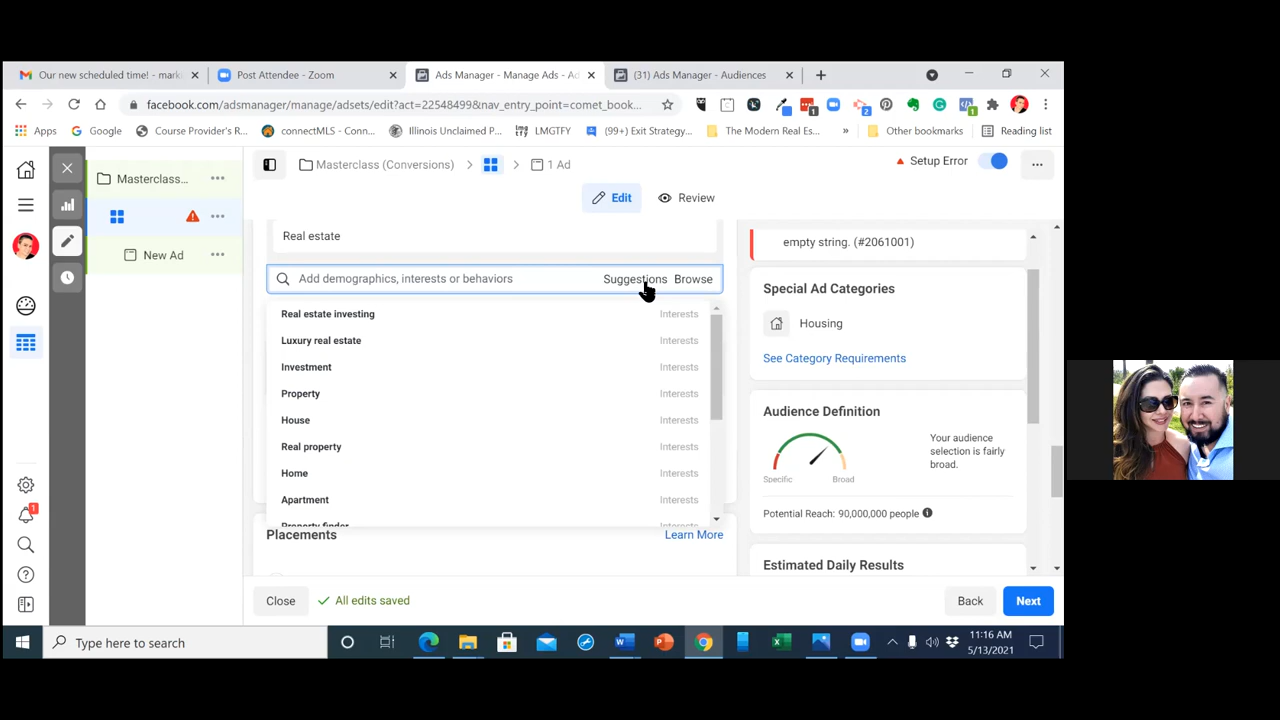 Our new scheduled time! - mark
Post Attendee - Zoom
Ads Manager - Manage Ads - Ad
(31) Ads Manager - Audiences
facebook.com/adsmanager/manage/adsets/edit?act=22548499&nav_entry_point=comet_book...
Apps
Google
Course Provider's R...
connectMLS - Conn...
Illinois Unclaimed P...
LMGTFY
(99+) Exit Strategy...
The Modern Real Es...
»
Other bookmarks
Reading list
Masterclass (Conversions)
1 Ad
Setup Error
Masterclass...
Edit
Review
New Ad
Real estate
empty string. (#2061001)
Add demographics, interests or behaviors
Suggestions
Browse
Real estate investing Interests
Luxury real estate Interests
Investment Interests
Property Interests
House Interests
Real property Interests
Home Interests
Apartment Interests
Property finder Interests
Special Ad Categories
Housing
See Category Requirements
Audience Definition
Your audience
selection is fairly
broad.
Specific
Broad
Potential Reach: 90,000,000 people
Placements
Learn More
Estimated Daily Results
Close
All edits saved
Back
Next
Type here to search
11:16 AM
5/13/2021